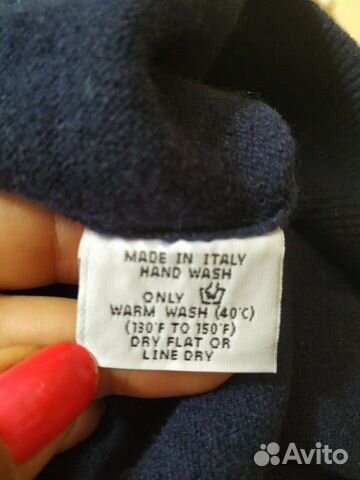 MADE IN ITALY
HAND WASH
ONLY
WARM WASH (40°C)
(130°F TO 150°F)
DRY FLAT OR
LINE DRY
Avito